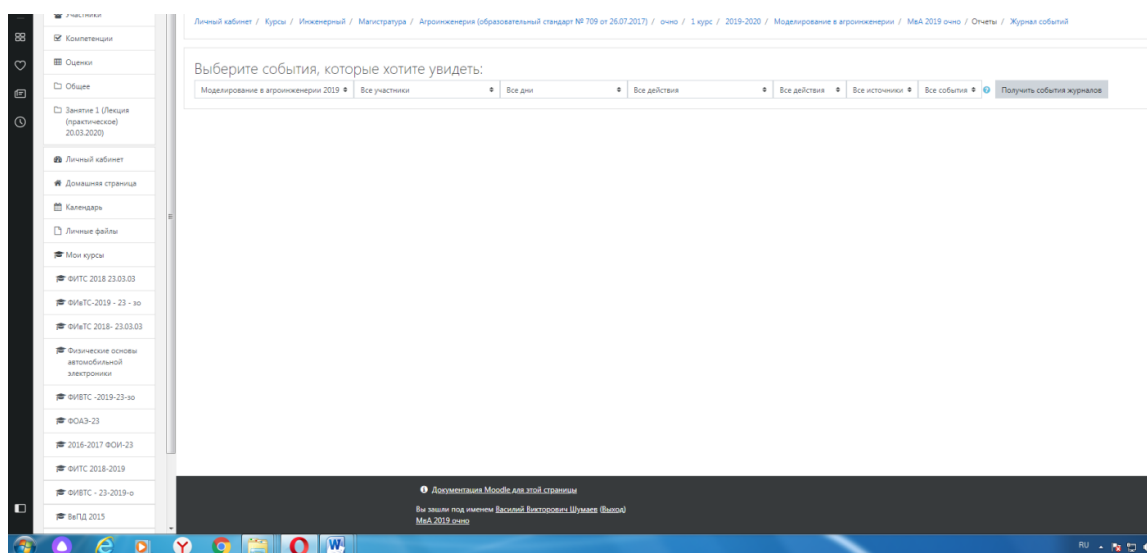 Участники
Компетенции
Оценки
Общее
Занятие 1 (Лекция
(практическое)
20.03.2020)
Личный кабинет
Домашняя страница
Календарь
Личные файлы
Мои курсы
ФИТС 2018 23.03.03
ФИвТС-2019 - 23 - зо
ФИвТС 2018- 23.03.03
Физические основы
автомобильной
электроники
ФИВТС -2019-23-зо
ФОАЭ-23
2016-2017 ФОИ-23
ФИТС 2018-2019
ФИВТС - 23-2019-о
ВвПД 2015
Личный кабинет / Курсы / Инженерный / Магистратура / Агроинженерия (образовательный стандарт № 709 от 26.07.2017) / очно / 1 курс / 2019-2020 / Моделирование в агроинженерии / МвА 2019 очно / Отчеты / Журнал событий
Выберите события, которые хотите увидеть:
Моделирование в агроинженерии 2019 Все участники Все дни Все действия Все действия Все источники Все события Получить события журналов
Документация Moodle для этой страницы
Вы зашли под именем Василий Викторович Шумаев (Выход)
МвА 2019 очно
RU